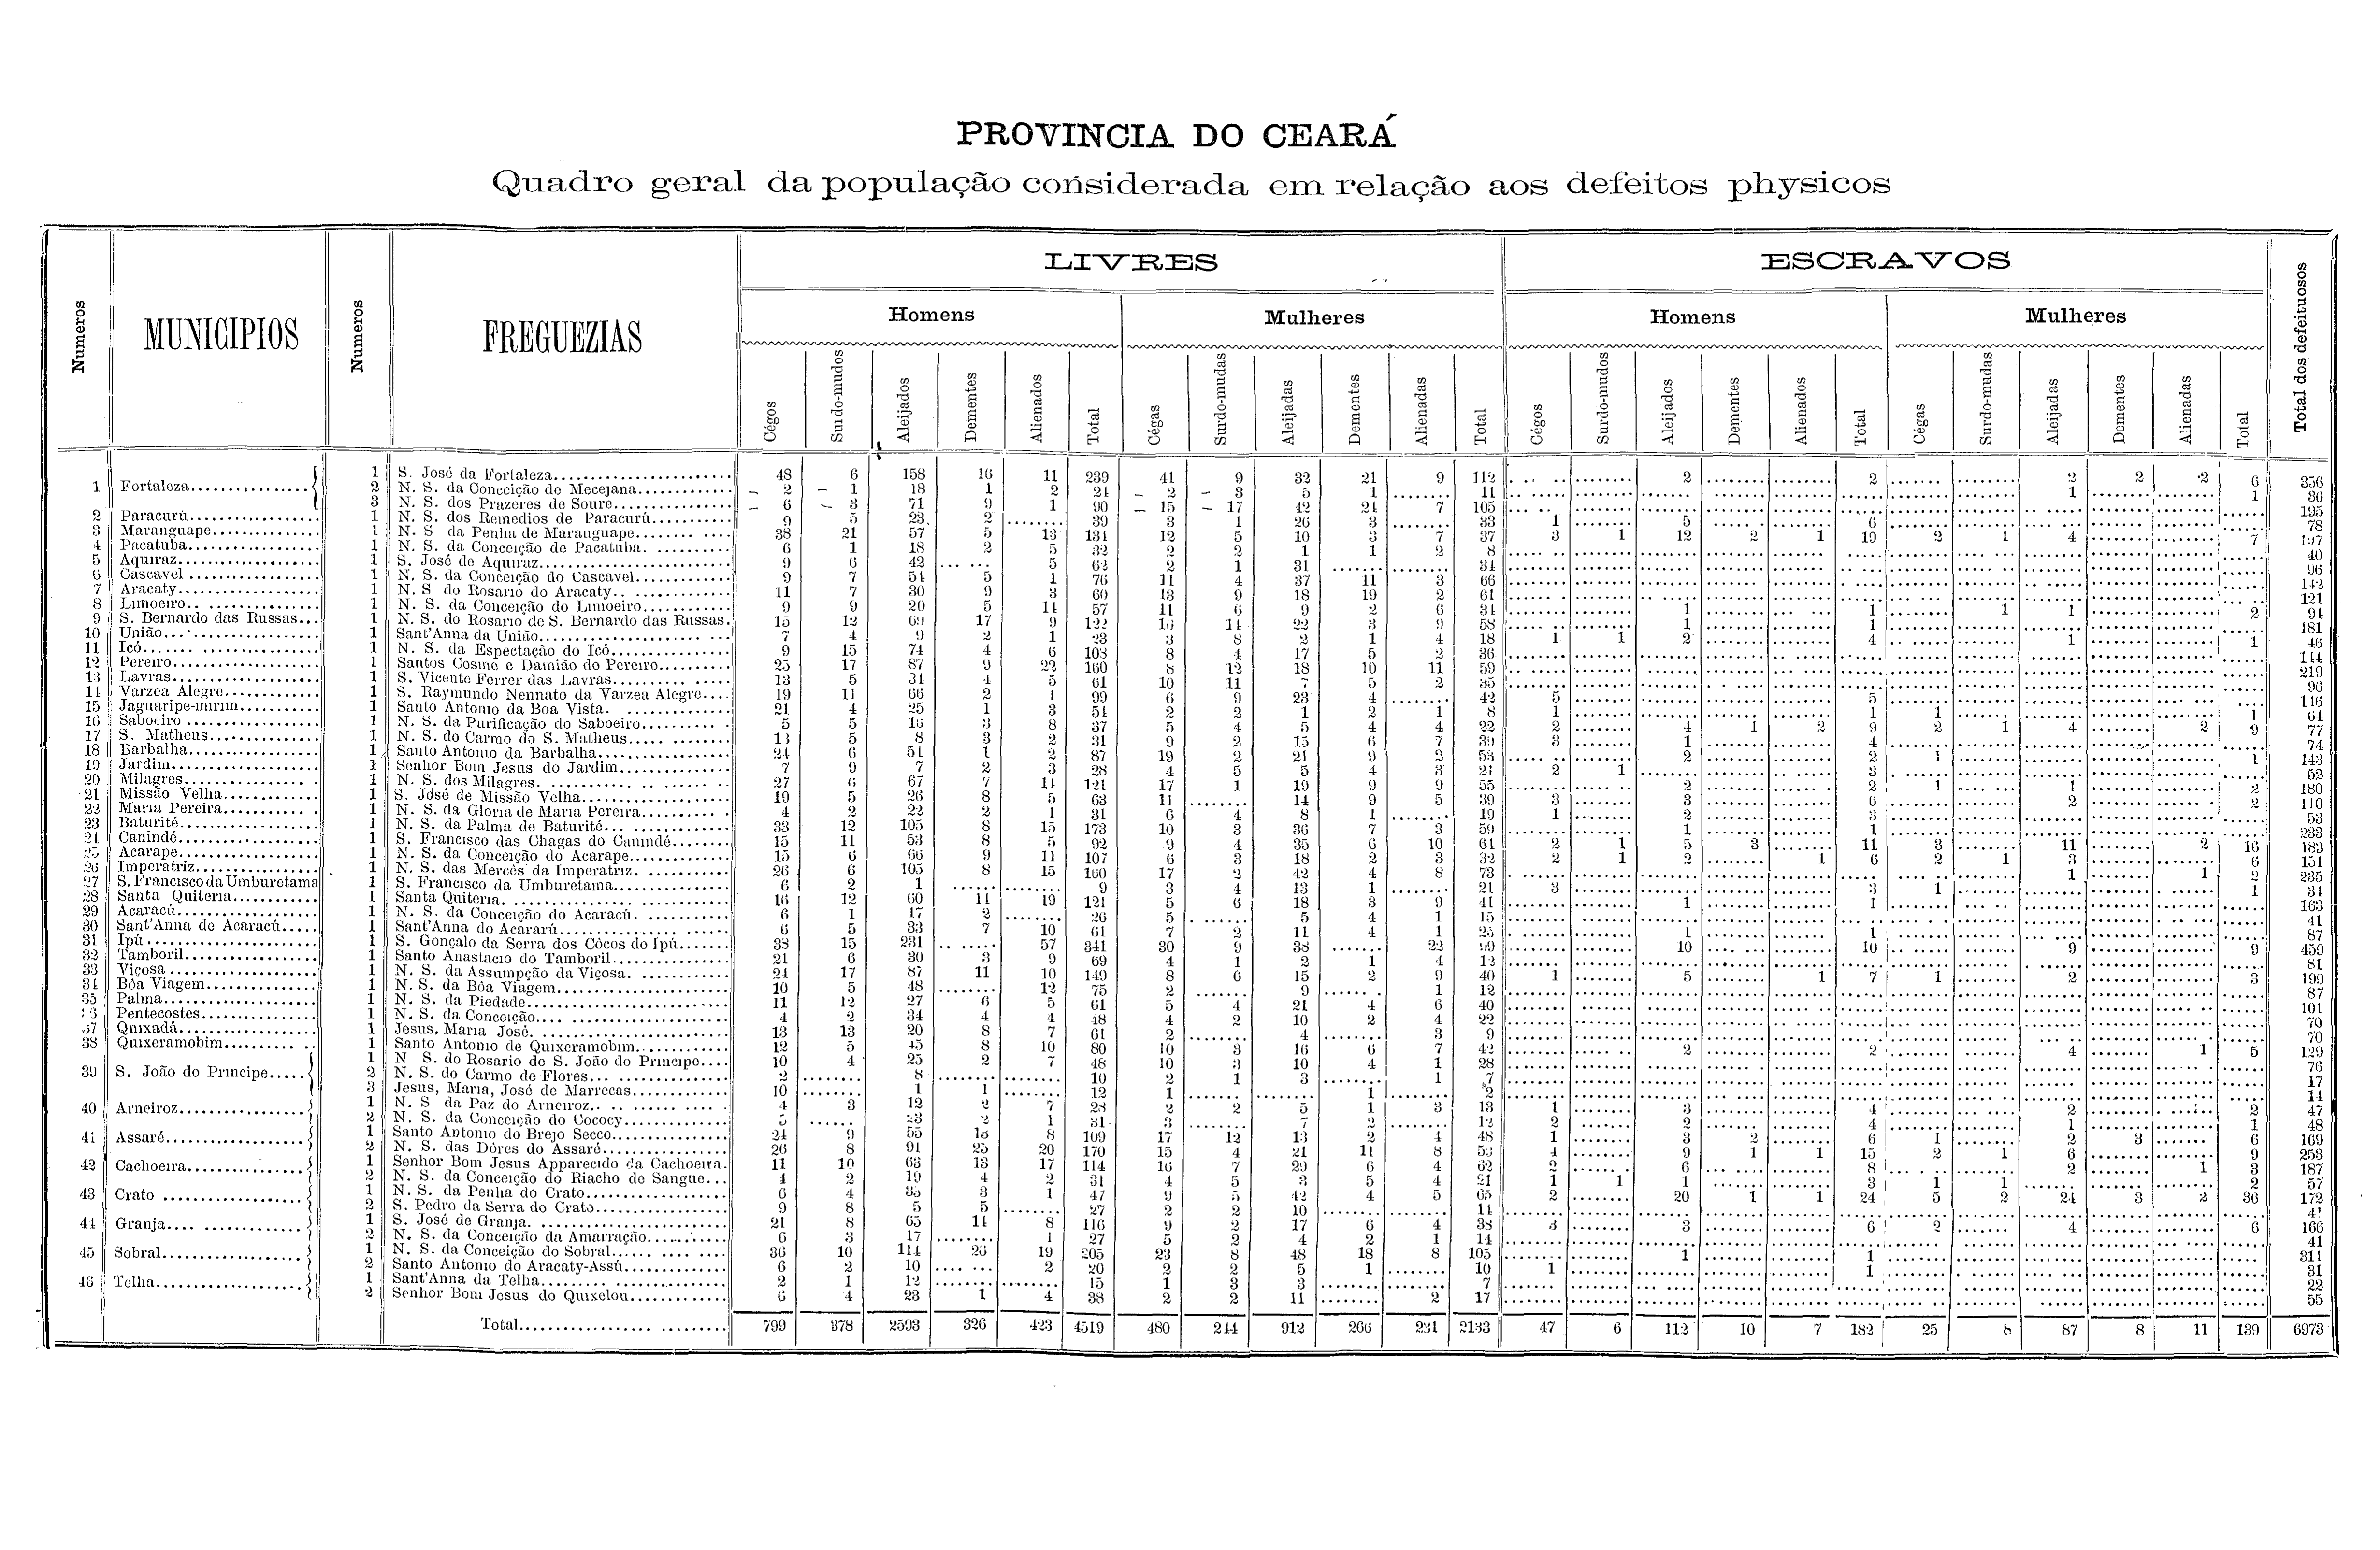 PROVINCIA DO CEARÁ
Quadro geral da população considerada em relação aos defeitos physicos
Numeros MUNICIPIOS Numeros FREGUEZIAS LIVRES ESCRAVOS Total dos defeituosos
Homens Mulheres Homens Mulheres
Cégos Surdo-mudos Aleijados Dementes Alienados Total Cégas Surdo-mudas Aleijadas Dementes Alienadas Total Cégos Surdo-mudos Aleijados Dementes Alienados Total Cégas Surdo-mudas Aleijadas Dementes Alienadas Total
1 Fortaleza 1 S. José da Fortaleza 48 6 158 16 11 239 41 9 32 21 9 112 2 2 2 2 2 6 356
2 N. S. da Conceição de Mecejana 2 1 18 1 2 24 2 3 5 1 11 1 1 36
3 N. S. dos Prazeres de Soure 6 3 71 9 1 90 15 17 42 24 7 105 195
2 Paracurú 1 N. S. dos Remedios de Paracurú 9 5 23 2 39 3 1 26 3 33 1 5 6 78
3 Maranguape 1 N. S da Penha de Maranguape 38 21 57 5 13 134 12 5 10 3 7 37 3 1 12 2 1 19 2 1 4 7 197
4 Pacatuba 1 N. S. da Conceição de Pacatuba 6 1 18 2 5 32 2 2 1 1 2 8 40
5 Aquiraz 1 S. José de Aquiraz 9 6 42 5 62 2 1 31 34 96
6 Cascavel 1 N. S. da Conceição do Cascavel 9 7 54 5 1 76 11 4 37 11 3 66 142
7 Aracaty 1 N. S do Rosario do Aracaty 11 7 30 9 3 60 13 9 18 19 2 61 121
8 Limoeiro 1 N. S. da Conceição do Limoeiro 9 9 20 5 14 57 11 6 9 2 6 34 1 1 1 1 2 94
9 S. Bernardo das Russas 1 N. S. do Rosario de S. Bernardo das Russas 15 12 69 17 9 122 14 22 3 9 58 1 1 181
10 União 1 Sant'Anna da União 7 4 9 2 1 23 3 8 2 1 4 18 1 1 2 4 1 1 46
11 Icó 1 N. S. da Espectação do Icó 9 15 74 4 6 108 8 4 17 5 2 36 144
12 Pereiro 1 Santos Cosme e Damião do Pereiro 25 17 87 9 22 160 8 12 18 10 11 59 219
13 Lavras 1 S. Vicente Ferrer das Lavras 13 5 34 4 5 61 10 11 7 5 2 35 96
14 Varzea Alegre 1 S. Raymundo Nennato da Varzea Alegre 19 11 66 2 1 99 6 9 23 4 42 5 5 146
15 Jaguaripe-mirim 1 Santo Antonio da Boa Vista 21 4 25 1 3 54 2 2 1 2 1 8 1 1 1 1 64
16 Saboeiro 1 N. S. da Purificação do Saboeiro 5 5 16 3 8 37 5 4 5 4 4 22 2 4 1 2 9 2 1 4 2 9 77
17 S. Matheus 1 N. S. do Carmo de S. Matheus 13 5 8 3 2 31 9 2 15 6 7 39 3 1 4 74
18 Barbalha 1 Santo Antonio da Barbalha 24 6 54 1 2 87 19 2 21 9 2 53 2 2 1 1 143
19 Jardim 1 Senhor Bom Jesus do Jardim 7 9 7 2 3 28 4 5 5 4 3 21 2 1 3 52
20 Milagres 1 N. S. dos Milagres 27 6 67 7 14 121 17 1 19 9 9 55 2 2 1 1 2 180
21 Missão Velha 1 S. José de Missão Velha 19 5 26 8 5 63 11 14 9 5 39 3 3 6 2 2 110
22 Maria Pereira 1 N. S. da Gloria de Maria Pereira 4 2 22 2 1 31 6 4 8 1 19 1 2 3 53
23 Baturité 1 N. S. da Palma de Baturité 33 12 105 8 15 173 10 3 36 7 3 59 1 1 233
24 Canindé 1 S. Francisco das Chagas do Canindé 15 11 53 8 5 92 9 4 35 6 10 64 2 1 5 3 11 3 11 2 16 183
25 Acarape 1 N. S. da Conceição do Acarape 15 6 66 9 11 107 6 3 18 2 3 32 2 1 2 1 6 2 1 3 6 151
26 Imperatriz 1 N. S. das Mercês da Imperatriz 26 6 105 8 15 160 17 2 42 4 8 73 1 1 2 235
27 S. Francisco da Umburetama 1 S. Francisco da Umburetama 6 2 1 9 3 4 13 1 21 3 3 1 1 34
28 Santa Quiteria 1 Santa Quiteria 16 12 60 14 19 121 5 6 18 3 9 41 1 1 163
29 Acaracú 1 N. S. da Conceição do Acaracú 6 1 17 2 26 5 5 4 1 15 41
30 Sant'Anna de Acaracú 1 Sant'Anna do Acararú 6 5 33 7 10 61 7 2 11 4 1 25 1 1 87
31 Ipú 1 S. Gonçalo da Serra dos Côcos do Ipú 38 15 231 57 341 30 9 38 22 99 10 10 9 9 459
32 Tamboril 1 Santo Anastacio do Tamboril 21 6 30 3 9 69 4 1 2 1 4 12 81
33 Viçosa 1 N. S. da Assumpção da Viçosa 24 17 87 11 10 149 8 6 15 2 9 40 1 5 1 7 1 2 3 199
34 Bôa Viagem 1 N. S. da Bôa Viagem 10 5 48 12 75 2 9 1 12 87
35 Palma 1 N. S. da Piedade 11 12 27 6 5 61 5 4 21 4 6 40 101
36 Pentecostes 1 N. S. da Conceição 4 2 34 4 4 48 4 2 10 2 4 22 70
37 Quixadá 1 Jesus, Maria José 13 13 20 8 7 61 2 4 3 9 70
38 Quixeramobim 1 Santo Antonio de Quixeramobim 12 5 45 8 10 80 10 3 16 6 7 42 2 2 4 1 5 129
39 S. João do Principe 1 N S. do Rosario de S. João do Principe 10 4 25 2 7 48 10 3 10 4 1 28 76
2 N. S. do Carmo de Flores 2 8 10 2 1 3 1 7 17
3 Jesus, Maria, José de Marrecas 10 1 1 12 1 1 2 14
40 Arneiroz 1 N. S da Paz do Arneiroz 4 3 12 2 7 28 2 2 5 1 3 13 1 3 4 2 2 47
2 N. S. da Conceição do Cococy 5 23 2 1 31 3 7 2 12 2 2 4 1 1 48
41 Assaré 1 Santo Antonio do Brejo Secco 24 9 55 13 8 109 17 12 13 2 4 48 1 3 2 6 1 2 3 6 169
2 N. S. das Dôres do Assaré 26 8 91 25 20 170 15 4 21 11 8 59 4 9 1 1 15 2 1 6 9 253
42 Cachoeira 1 Senhor Bom Jesus Apparecido da Cachoeira 11 10 63 13 17 114 16 7 29 6 4 62 2 6 8 2 1 3 187
2 N. S. da Conceição do Riacho de Sangue 4 2 19 4 2 31 4 5 3 5 4 21 1 1 1 3 1 1 2 57
43 Crato 1 N. S. da Penha do Crato 6 4 33 3 1 47 9 5 42 4 5 65 2 20 1 1 24 5 2 24 3 2 36 172
2 S. Pedro da Serra do Crato 9 8 5 5 27 2 2 10 14
44 Granja 1 S. José de Granja 21 8 65 14 8 116 9 2 17 6 4 38 3 3 6 2 4 6 166
2 N. S. da Conceição da Amarração 6 3 17 1 27 5 2 4 2 1 14 41
45 Sobral 1 N. S. da Conceição do Sobral 36 10 114 26 19 205 23 8 48 18 8 105 1 1 311
2 Santo Antonio do Aracaty-Assú 6 2 10 2 20 2 2 5 1 10 1 1 31
46 Telha 1 Sant'Anna da Telha 2 1 12 15 1 3 3 7 22
2 Senhor Bom Jesus do Quixelou 6 4 23 1 4 38 2 2 11 2 17 55
Total 799 378 2593 326 423 4519 480 244 912 266 231 2133 47 6 112 10 7 182 25 8 87 8 11 139 6973